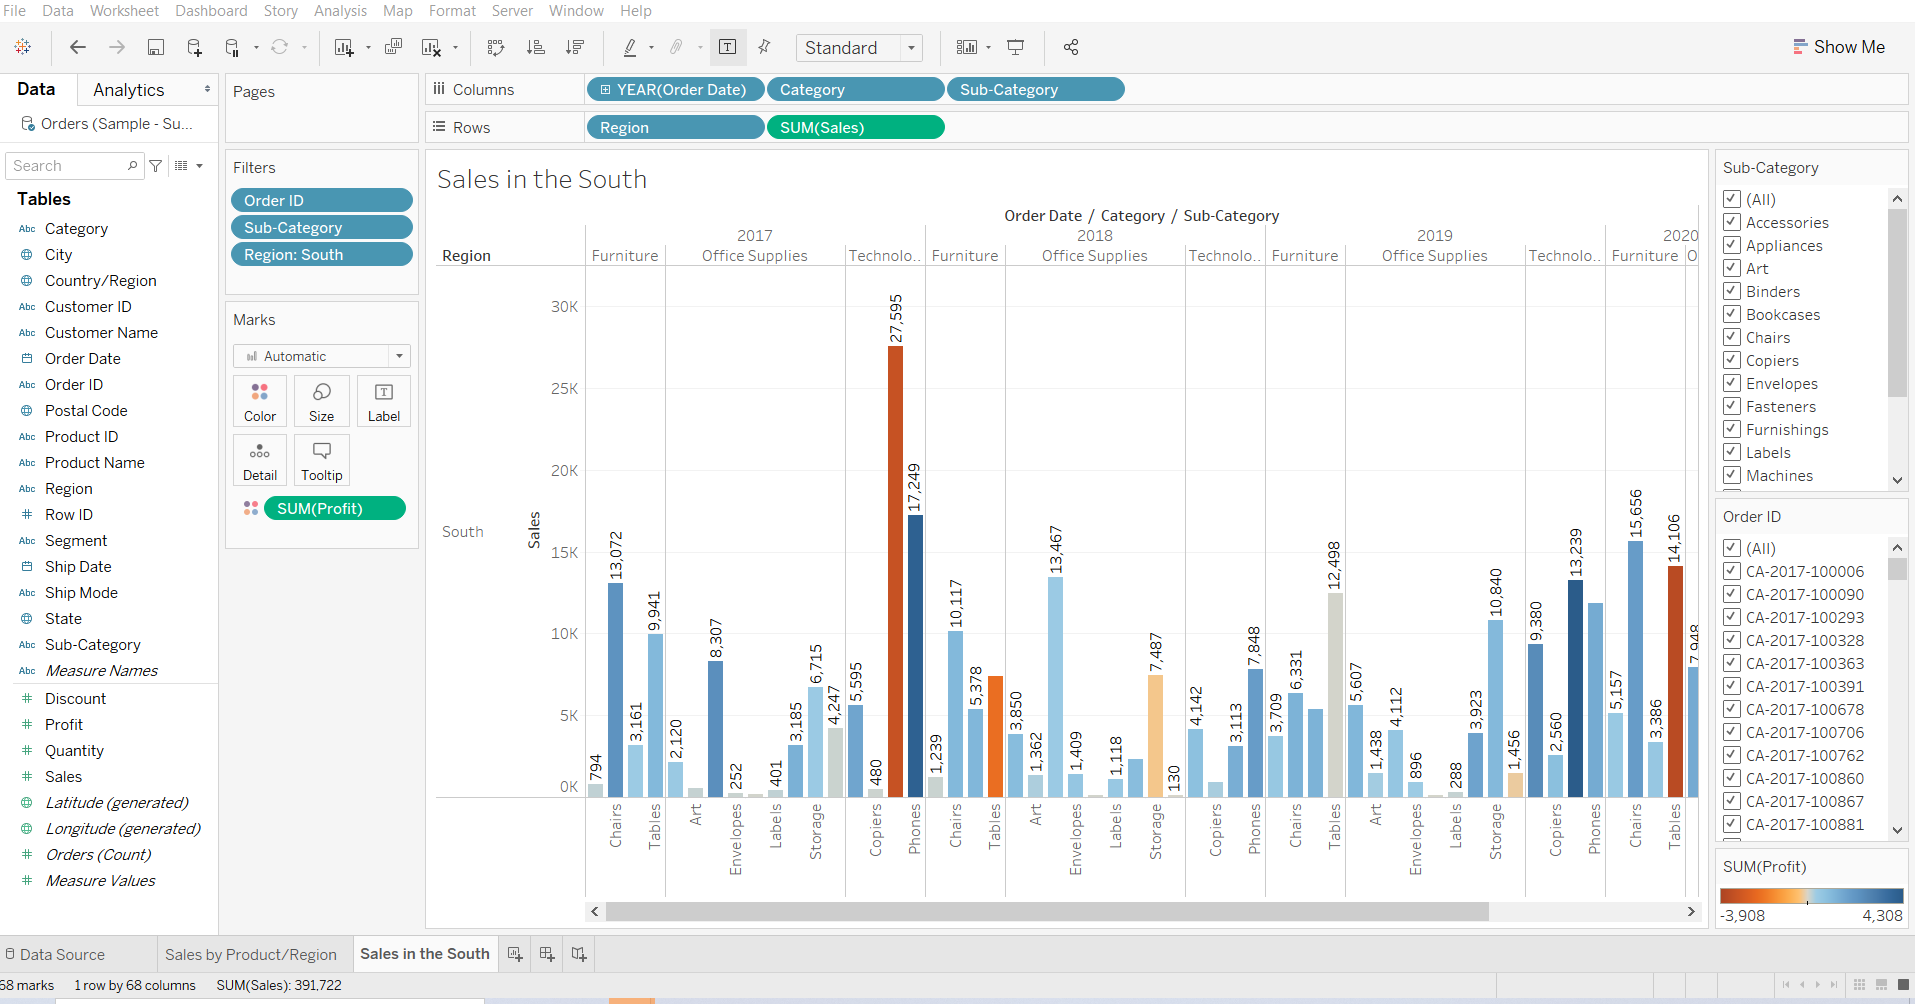 File Data Worksheet Dashboard Story Analysis Map Format Server Window Help
Standard
Show Me
Data Analytics
Orders (Sample - Su...
Search
Tables
Abc Category
City
Country/Region
Abc Customer ID
Abc Customer Name
Order Date
Abc Order ID
Postal Code
Abc Product ID
Abc Product Name
Abc Region
# Row ID
Abc Segment
Ship Date
Abc Ship Mode
State
Abc Sub-Category
Abc Measure Names
# Discount
# Profit
# Quantity
# Sales
Latitude (generated)
Longitude (generated)
# Orders (Count)
# Measure Values
Pages
Filters
Order ID
Sub-Category
Region: South
Marks
Automatic
Color Size Label
Detail Tooltip
SUM(Profit)
Columns YEAR(Order Date) Category Sub-Category
Rows Region SUM(Sales)
Sales in the South
Order Date / Category / Sub-Category
2017 2018 2019 2020
Region Furniture Office Supplies Technolo.. Furniture Office Supplies Technolo.. Furniture Office Supplies Technolo.. Furniture O
South
Sales
30K
25K
20K
15K
10K
5K
0K
794
13,072
3,161
9,941
2,120
8,307
252
401
3,185
6,715
4,247
5,595
480
27,595
17,249
1,239
10,117
5,378
3,850
1,362
13,467
1,409
1,118
7,487
130
4,142
3,113
7,848
3,709
6,331
12,498
5,607
1,438
4,112
896
288
3,923
10,840
1,456
9,380
2,560
13,239
5,157
15,656
3,386
14,106
7,948
Chairs
Tables
Art
Envelopes
Labels
Storage
Copiers
Phones
Chairs
Tables
Art
Envelopes
Labels
Storage
Copiers
Phones
Chairs
Tables
Art
Envelopes
Labels
Storage
Copiers
Phones
Chairs
Tables
Sub-Category
(All)
Accessories
Appliances
Art
Binders
Bookcases
Chairs
Copiers
Envelopes
Fasteners
Furnishings
Labels
Machines
Order ID
(All)
CA-2017-100006
CA-2017-100090
CA-2017-100293
CA-2017-100328
CA-2017-100363
CA-2017-100391
CA-2017-100678
CA-2017-100706
CA-2017-100762
CA-2017-100860
CA-2017-100867
CA-2017-100881
SUM(Profit)
-3,908 4,308
Data Source Sales by Product/Region Sales in the South
68 marks 1 row by 68 columns SUM(Sales): 391,722